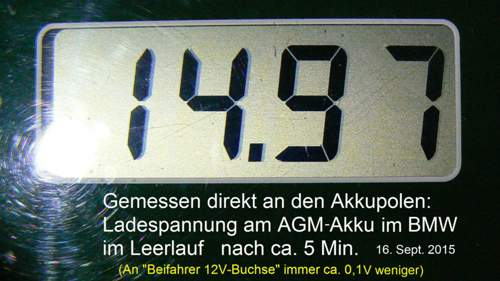 14.97
Gemessen direkt an den Akkupolen:
Ladespannung am AGM-Akku im BMW
im Leerlauf nach ca. 5 Min. 16. Sept. 2015
(An "Beifahrer 12V-Buchse" immer ca. 0,1V weniger)